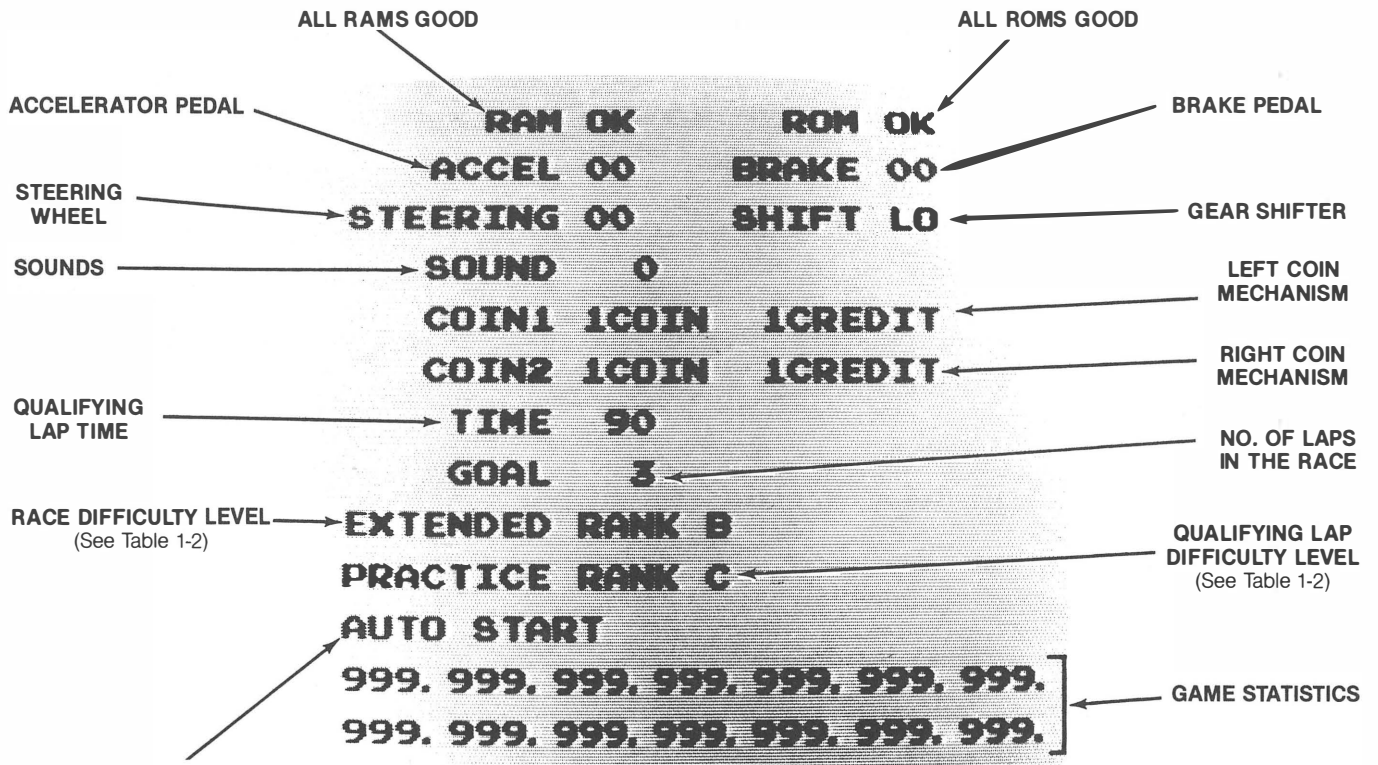 ALL RAMS GOOD
ALL ROMS GOOD
ACCELERATOR PEDAL
BRAKE PEDAL
STEERING
WHEEL
GEAR SHIFTER
SOUNDS
LEFT COIN
MECHANISM
RIGHT COIN
MECHANISM
QUALIFYING
LAP TIME
NO. OF LAPS
IN THE RACE
RACE DIFFICULTY LEVEL
(See Table 1-2)
QUALIFYING LAP
DIFFICULTY LEVEL
(See Table 1-2)
GAME STATISTICS
RAM OK ROM OK
ACCEL 00 BRAKE 00
STEERING 00 SHIFT LO
SOUND 0
COIN1 1COIN 1CREDIT
COIN2 1COIN 1CREDIT
TIME 90
GOAL 3
EXTENDED RANK B
PRACTICE RANK C
AUTO START
999. 999. 999. 999. 999. 999. 999.
999. 999. 999. 999. 999. 999. 999.